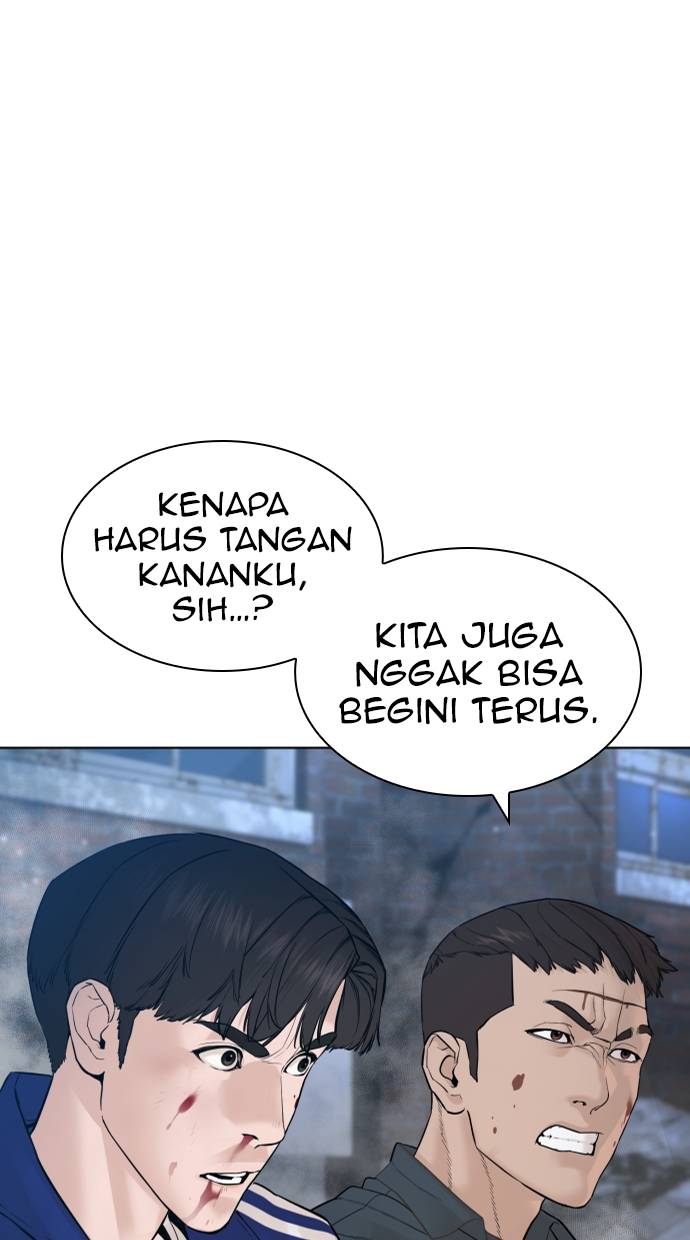 KENAPA
HARUS TANGAN
KANANKU,
SIH...?
KITA JUGA
NGGAK BISA
BEGINI TERUS.